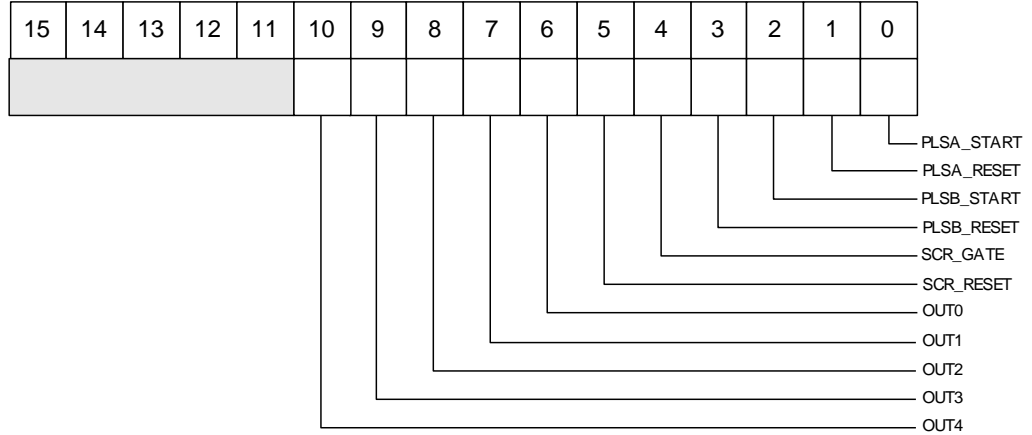 15 14 13 12 11 10 9 8 7 6 5 4 3 2 1 0
PLSA_START
PLSA_RESET
PLSB_START
PLSB_RESET
SCR_GATE
SCR_RESET
OUT0
OUT1
OUT2
OUT3
OUT4